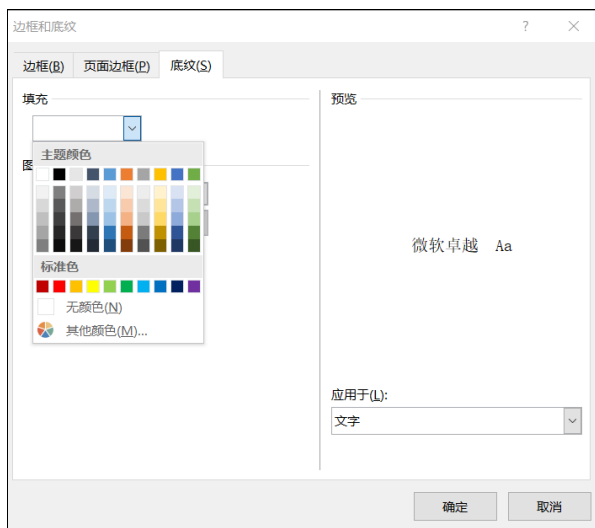 边框和底纹
边框(B) 页面边框(P) 底纹(S)
填充
主题颜色
标准色
无颜色(N)
其他颜色(M)...
预览
微软卓越 Aa
应用于(L):
文字
确定 取消